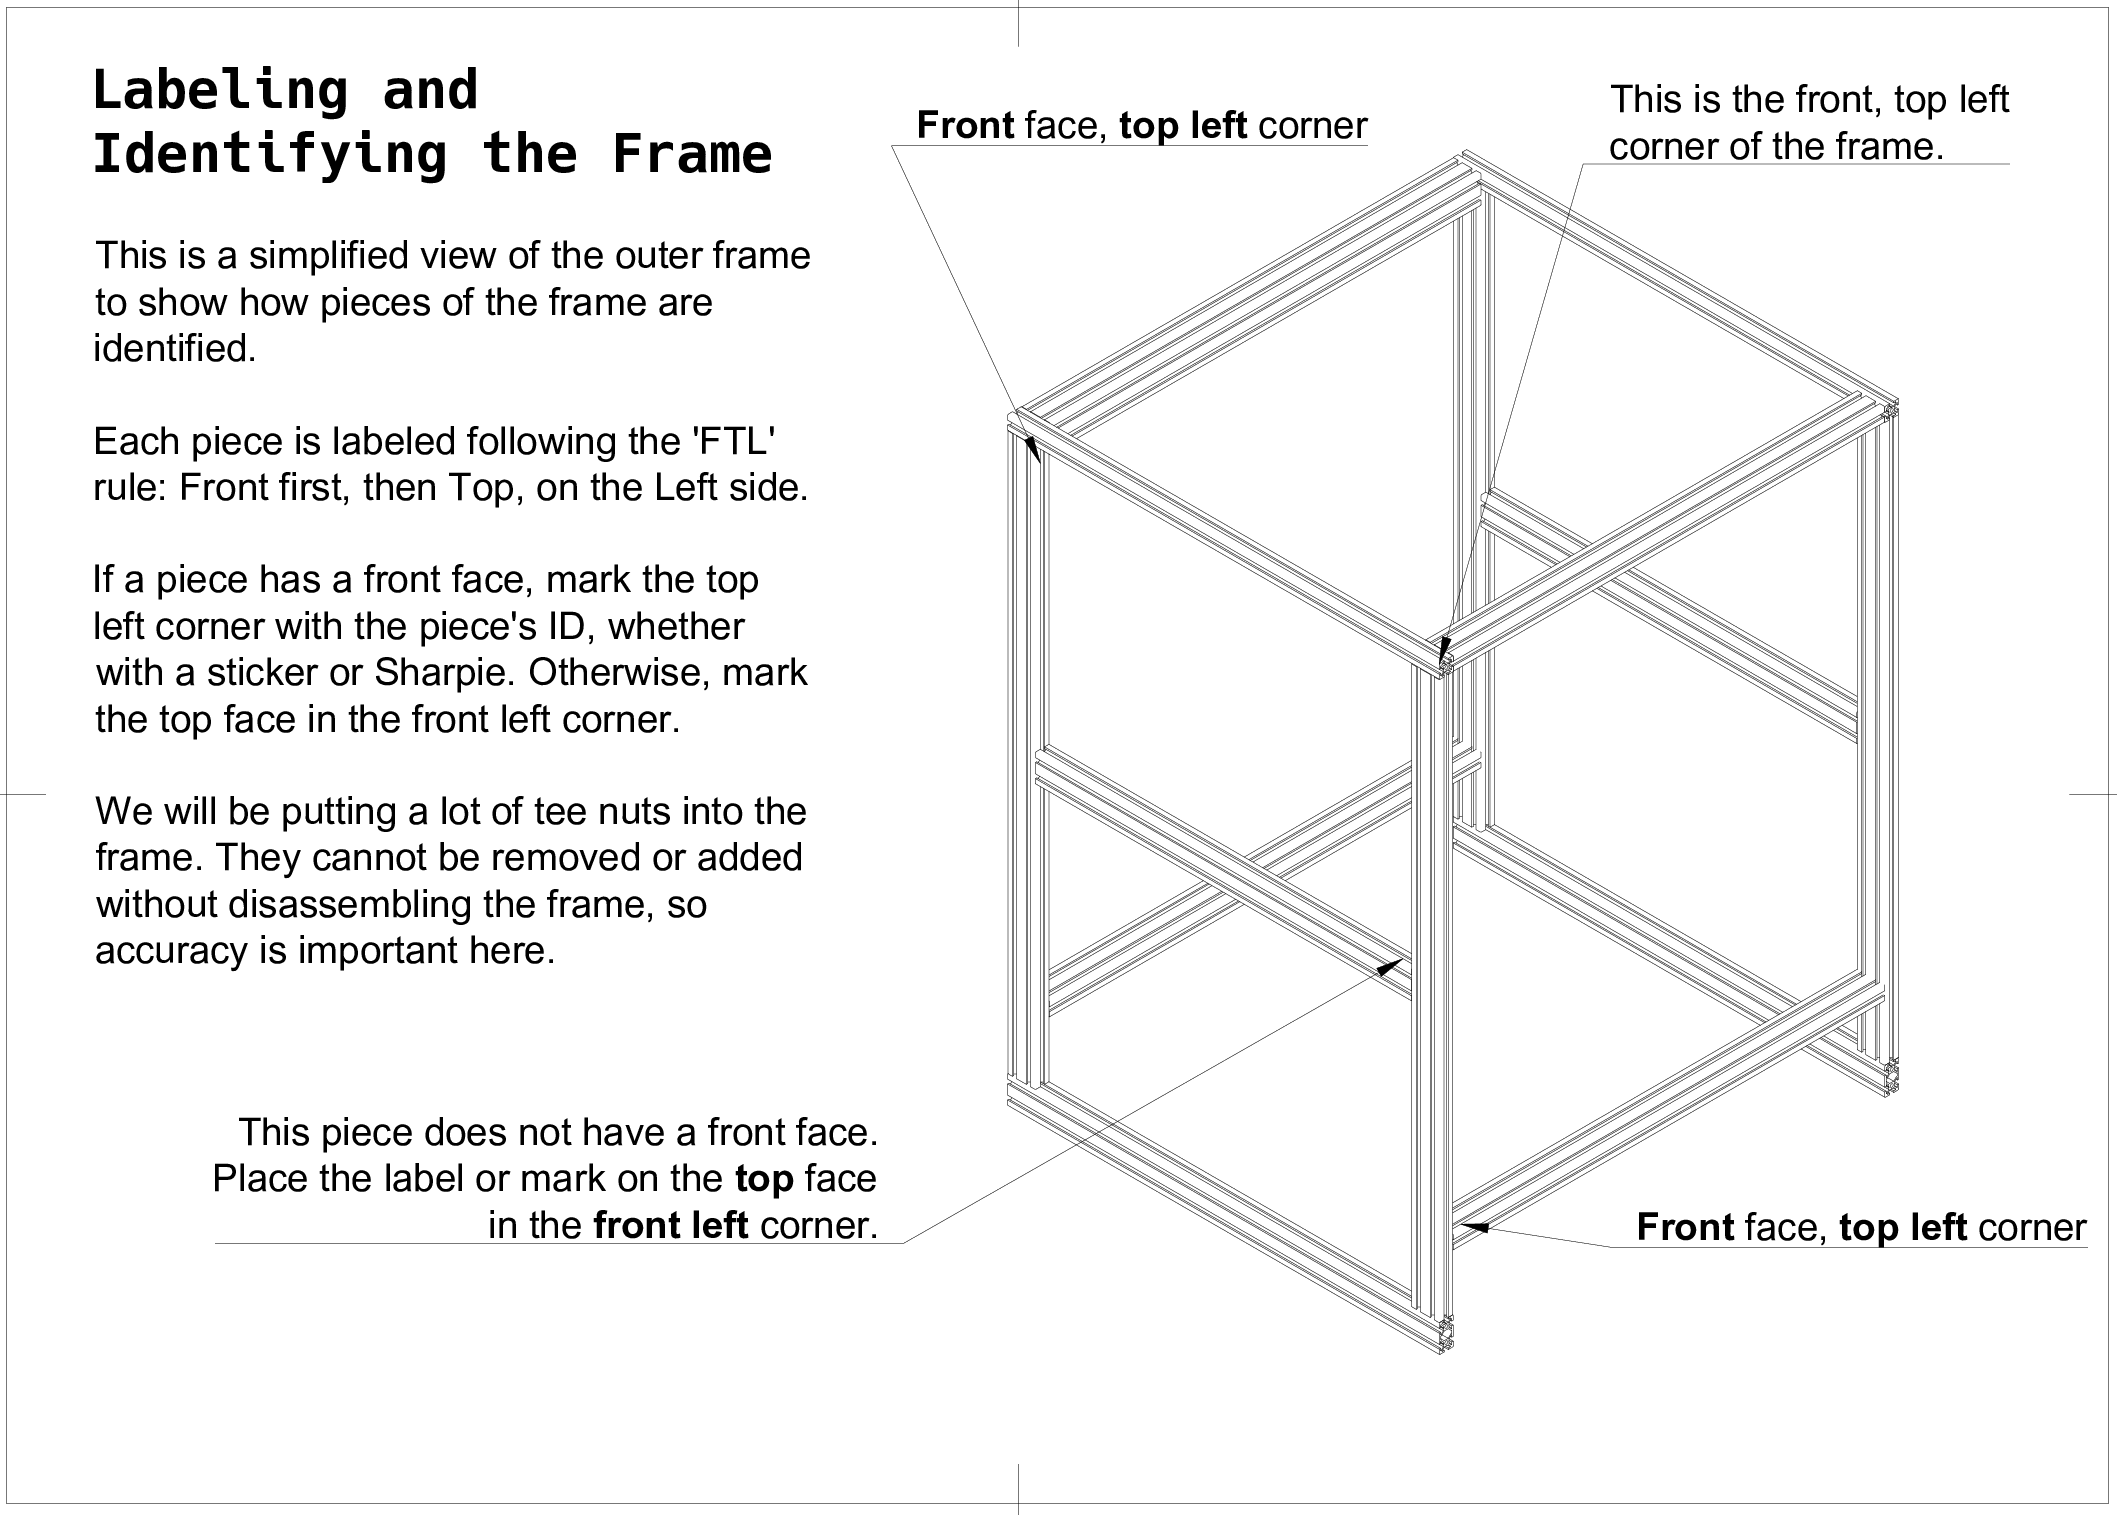 Labeling and
Identifying the Frame
This is a simplified view of the outer frame
to show how pieces of the frame are
identified.
Each piece is labeled following the 'FTL'
rule: Front first, then Top, on the Left side.
If a piece has a front face, mark the top
left corner with the piece's ID, whether
with a sticker or Sharpie. Otherwise, mark
the top face in the front left corner.
We will be putting a lot of tee nuts into the
frame. They cannot be removed or added
without disassembling the frame, so
accuracy is important here.
Front face, top left corner
This is the front, top left
corner of the frame.
This piece does not have a front face.
Place the label or mark on the top face
in the front left corner.
Front face, top left corner